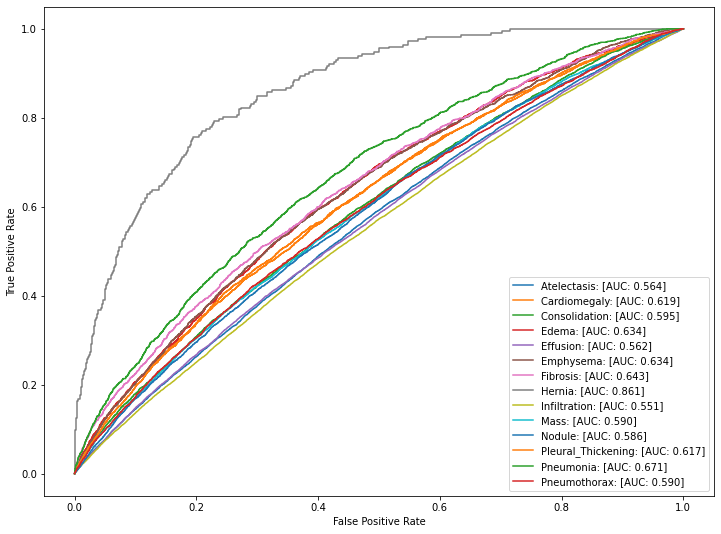 1.0
0.8
0.6
0.4
0.2
0.0
True Positive Rate
Atelectasis: [AUC: 0.564]
Cardiomegaly: [AUC: 0.619]
Consolidation: [AUC: 0.595]
Edema: [AUC: 0.634]
Effusion: [AUC: 0.562]
Emphysema: [AUC: 0.634]
Fibrosis: [AUC: 0.643]
Hernia: [AUC: 0.861]
Infiltration: [AUC: 0.551]
Mass: [AUC: 0.590]
Nodule: [AUC: 0.586]
Pleural_Thickening: [AUC: 0.617]
Pneumonia: [AUC: 0.671]
Pneumothorax: [AUC: 0.590]
0.0 0.2 0.4 0.6 0.8 1.0
False Positive Rate